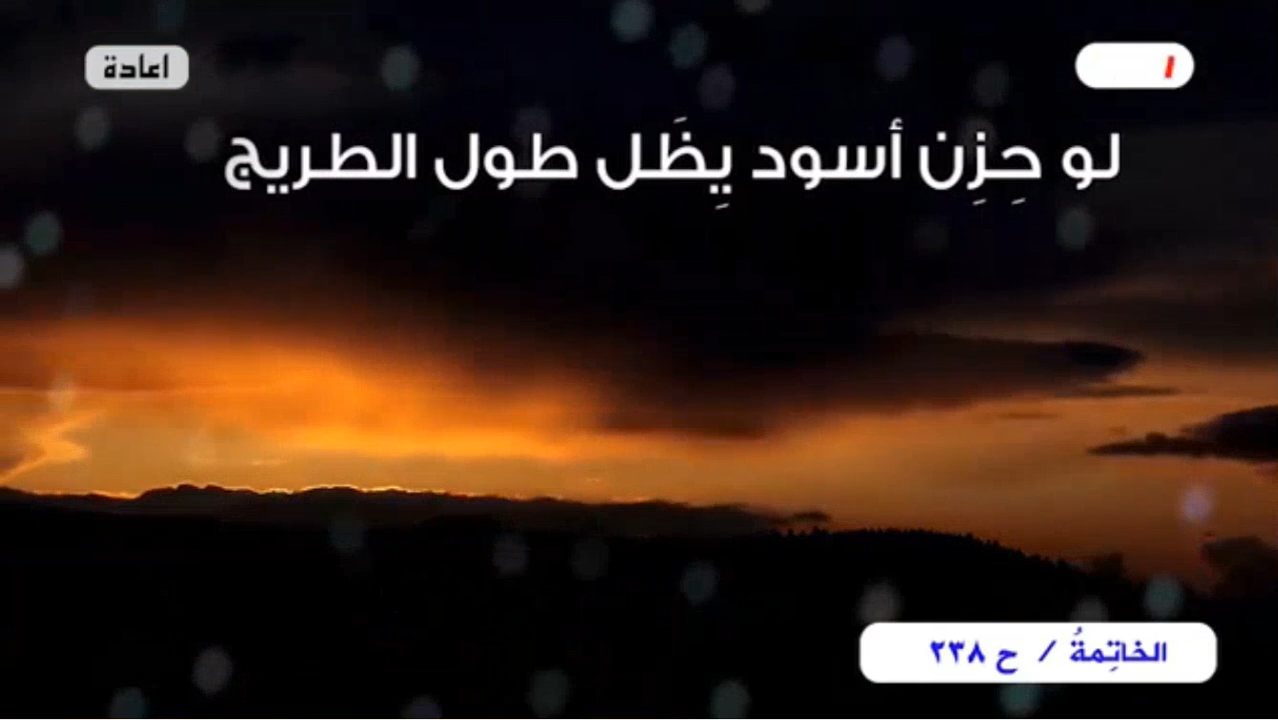 ا
اعادة
لو حِزِن أسود يِظَل طول الطريج
الخاتِمةُ / ح ٢٣٨